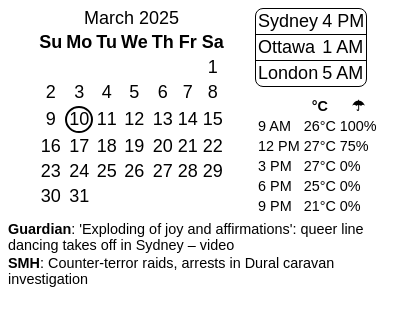 March 2025
Su Mo Tu We Th Fr Sa
1
2 3 4 5 6 7 8
9 10 11 12 13 14 15
16 17 18 19 20 21 22
23 24 25 26 27 28 29
30 31
Sydney 4 PM
Ottawa 1 AM
London 5 AM
°C ☂
9 AM 26°C 100%
12 PM 27°C 75%
3 PM 27°C 0%
6 PM 25°C 0%
9 PM 21°C 0%
Guardian: 'Exploding of joy and affirmations': queer line
dancing takes off in Sydney – video
SMH: Counter-terror raids, arrests in Dural caravan
investigation